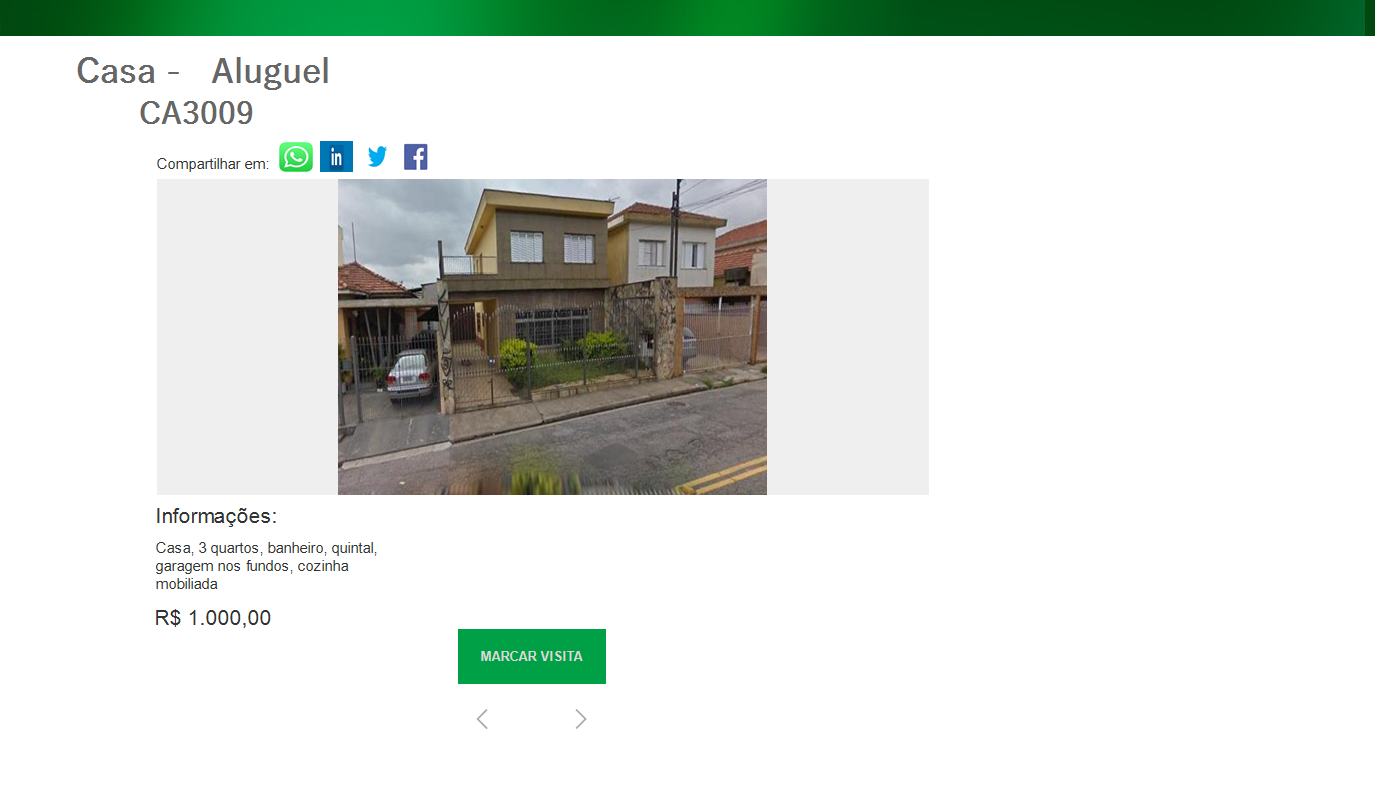 Casa - Aluguel
CA3009
Compartilhar em:
in
Informações:
Casa, 3 quartos, banheiro, quintal,
garagem nos fundos, cozinha
mobiliada
R$ 1.000,00
MARCAR VISITA